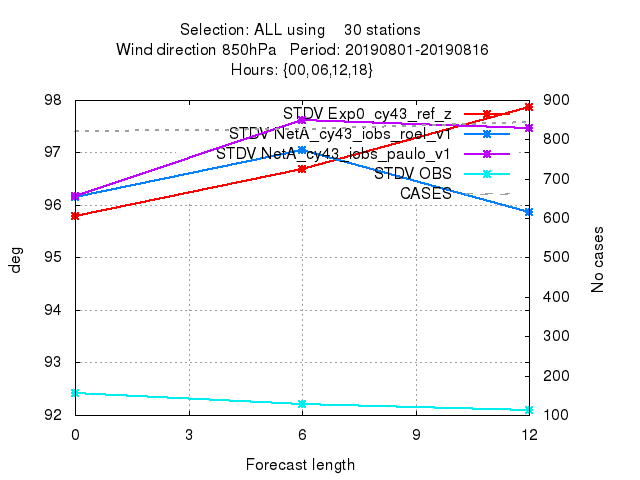 Selection: ALL using 30 stations
Wind direction 850hPa Period: 20190801-20190816
Hours: {00,06,12,18}
STDV Exp0_cy43_ref_z
STDV NetA_cy43_iobs_roel_v1
STDV NetA_cy43_iobs_paulo_v1
STDV OBS
CASES
98
97
96
95
94
93
92
deg
900
800
700
600
500
400
300
200
100
No cases
0 3 6 9 12
Forecast length